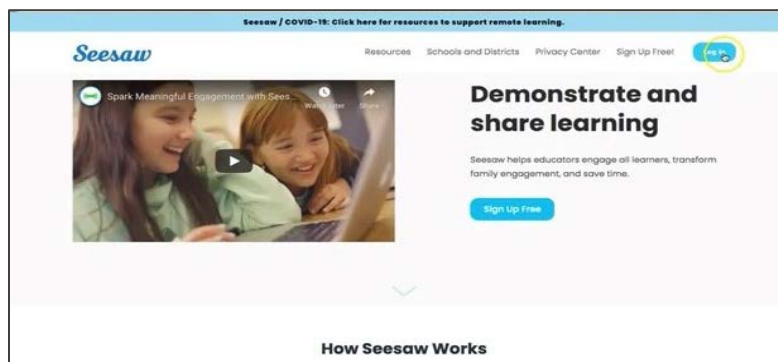 Seesaw / COVID-19: Click here for resources to support remote learning.
Seesaw
Resources Schools and Districts Privacy Center Sign Up Free! Log In
Spark Meaningful Engagement with Sees...
Watch later Share
Demonstrate and
share learning
Seesaw helps educators engage all learners, transform
family engagement, and save time.
Sign Up Free
How Seesaw Works